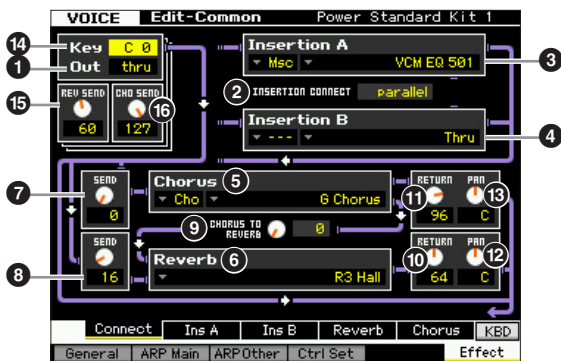 VOICE Edit-Common Power Standard Kit 1
14 Key C 0
1 Out thru
Insertion A
Msc VCM EQ 501 3
15 REV SEND CHO SEND 16
60 127
2 INSERTION CONNECT parallel
Insertion B
--- Thru 4
7 SEND
0
Chorus 5
Cho G Chorus
11 RETURN PAN 13
96 C
9 CHORUS TO REVERB 0
8 SEND
16
Reverb 6
R3 Hall
10 RETURN PAN 12
64 C
Connect Ins A Ins B Reverb Chorus KBD
General ARP Main ARP Other Ctrl Set Effect